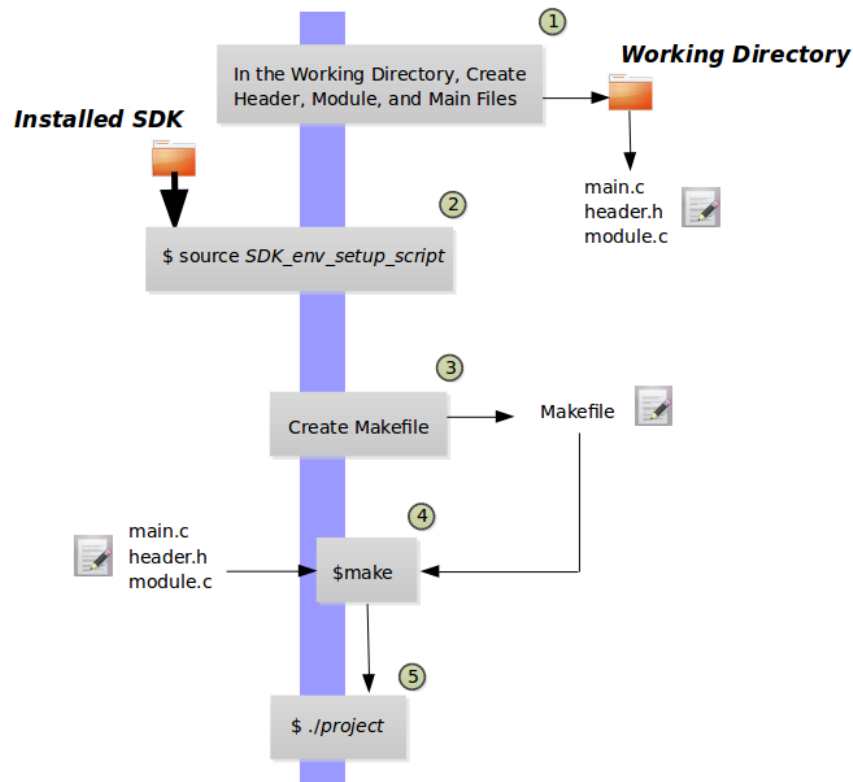 1
In the Working Directory, Create
Header, Module, and Main Files
Working Directory
Installed SDK
main.c
header.h
module.c
2
$ source SDK_env_setup_script
3
Create Makefile
Makefile
4
main.c
header.h
module.c
$make
5
$ ./project